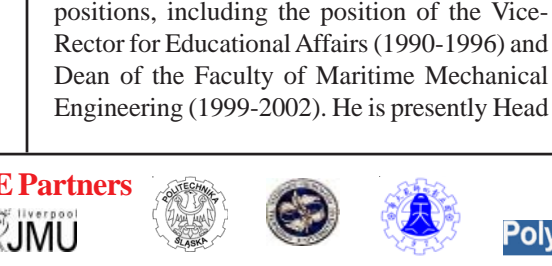 positions, including the position of the Vice-
Rector for Educational Affairs (1990-1996) and
Dean of the Faculty of Maritime Mechanical
Engineering (1999-2002). He is presently Head
E Partners
liverpool
JMU
POLITECHNIKA
ŚLĄSKA
Poly